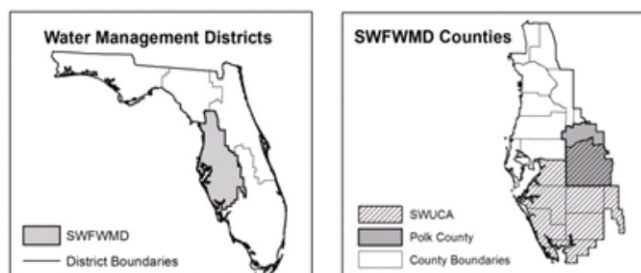 Water Management Districts
SWFWMD
District Boundaries
SWFWMD Counties
SWUCA
Polk County
County Boundaries